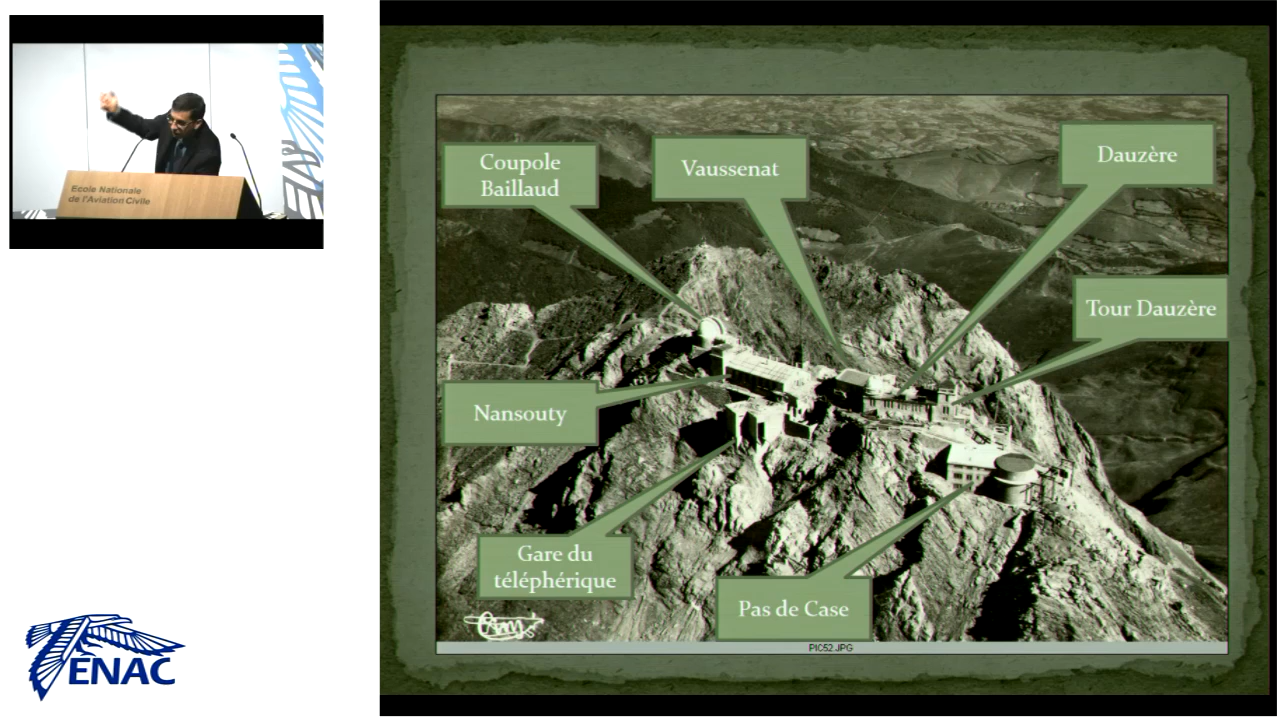 Ecole Nationale
de l'Aviation Civile
Coupole
Baillaud
Vaussenat
Dauzère
Tour Dauzère
Nansouty
Gare du
téléphérique
Pas de Case
PIC52.JPG
ENAC